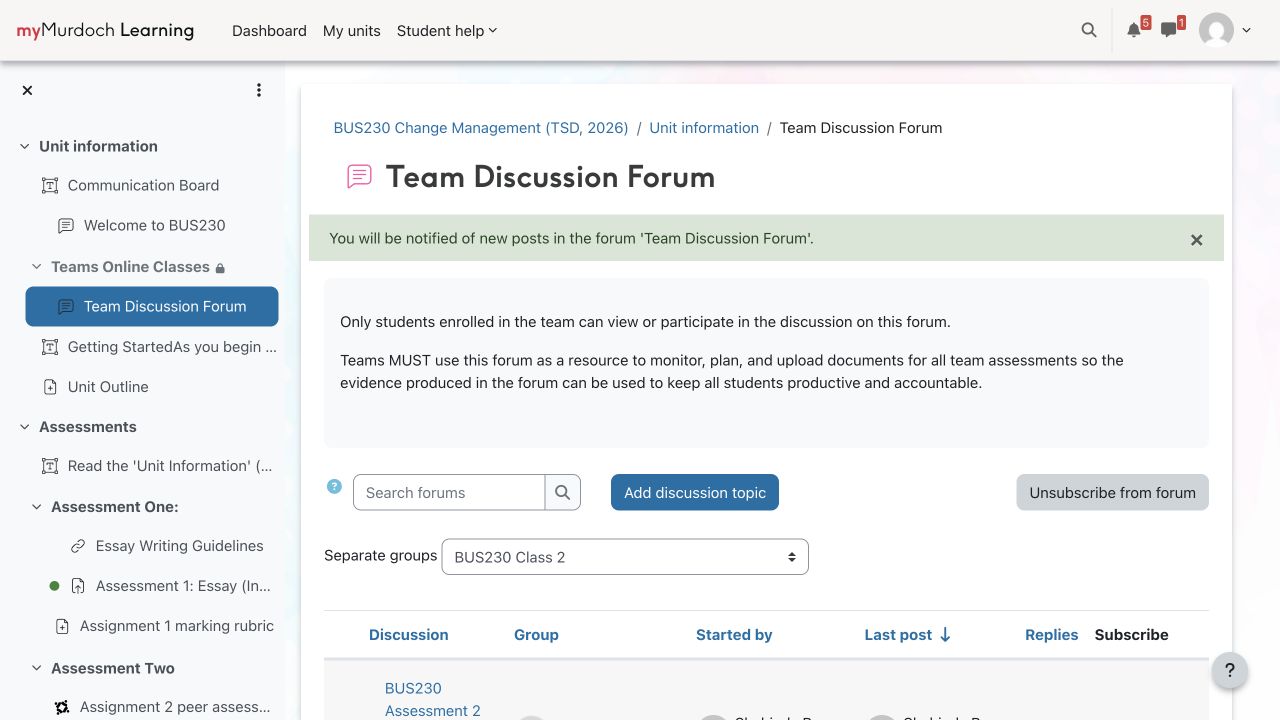 myMurdoch Learning
Dashboard
My units
Student help
5
1
Unit information
Communication Board
Welcome to BUS230
Teams Online Classes
Team Discussion Forum
Getting StartedAs you begin ...
Unit Outline
Assessments
Read the 'Unit Information' (...
Assessment One:
Essay Writing Guidelines
Assessment 1: Essay (In...
Assignment 1 marking rubric
Assessment Two
Assignment 2 peer assess...
BUS230 Change Management (TSD, 2026) / Unit information / Team Discussion Forum
Team Discussion Forum
You will be notified of new posts in the forum 'Team Discussion Forum'.
Only students enrolled in the team can view or participate in the discussion on this forum.
Teams MUST use this forum as a resource to monitor, plan, and upload documents for all team assessments so the
evidence produced in the forum can be used to keep all students productive and accountable.
?
Search forums
Add discussion topic
Unsubscribe from forum
Separate groups
BUS230 Class 2
Discussion Group Started by Last post Replies Subscribe
BUS230
Assessment 2
?